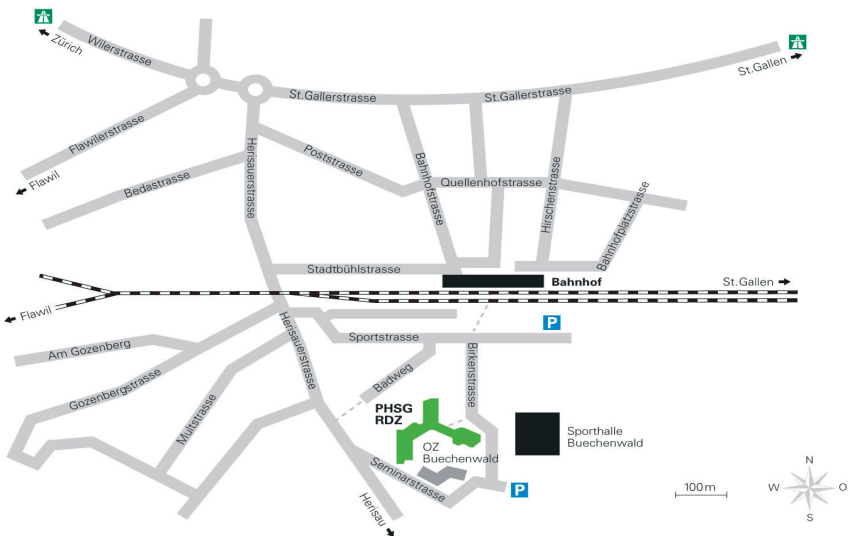 Zürich
Wilerstrasse
St.Gallen
St.Gallerstrasse
St.Gallerstrasse
Flawilerstrasse
Flawil
Herisauerstrasse
Poststrasse
Bahnhofstrasse
Quellenhofstrasse
Hirschenstrasse
Bahnhofplatzstrasse
Bedastrasse
Stadtbühlstrasse
Bahnhof
St.Gallen
Flawil
P
Sportstrasse
Am Gozenberg
Herisauerstrasse
Birkenstrasse
Gozenbergstrasse
Badweg
Multstrasse
PHSG
RDZ
OZ
Buechenwald
Sporthalle
Buechenwald
Seminarstrasse
P
Herisau
100m
N
W
O
S